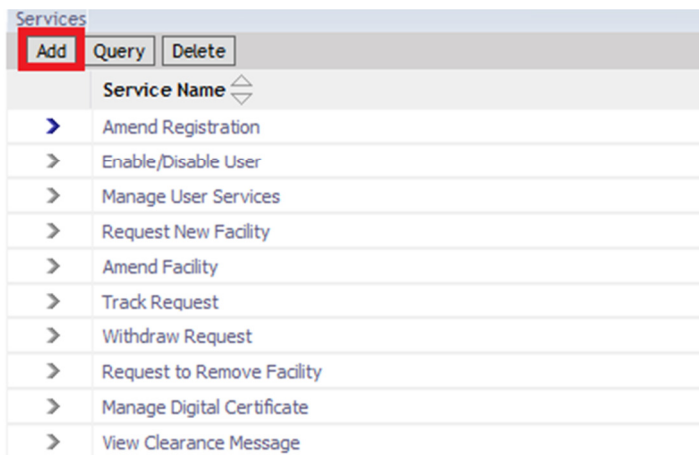 Services
Add Query Delete
Service Name
Amend Registration
Enable/Disable User
Manage User Services
Request New Facility
Amend Facility
Track Request
Withdraw Request
Request to Remove Facility
Manage Digital Certificate
View Clearance Message